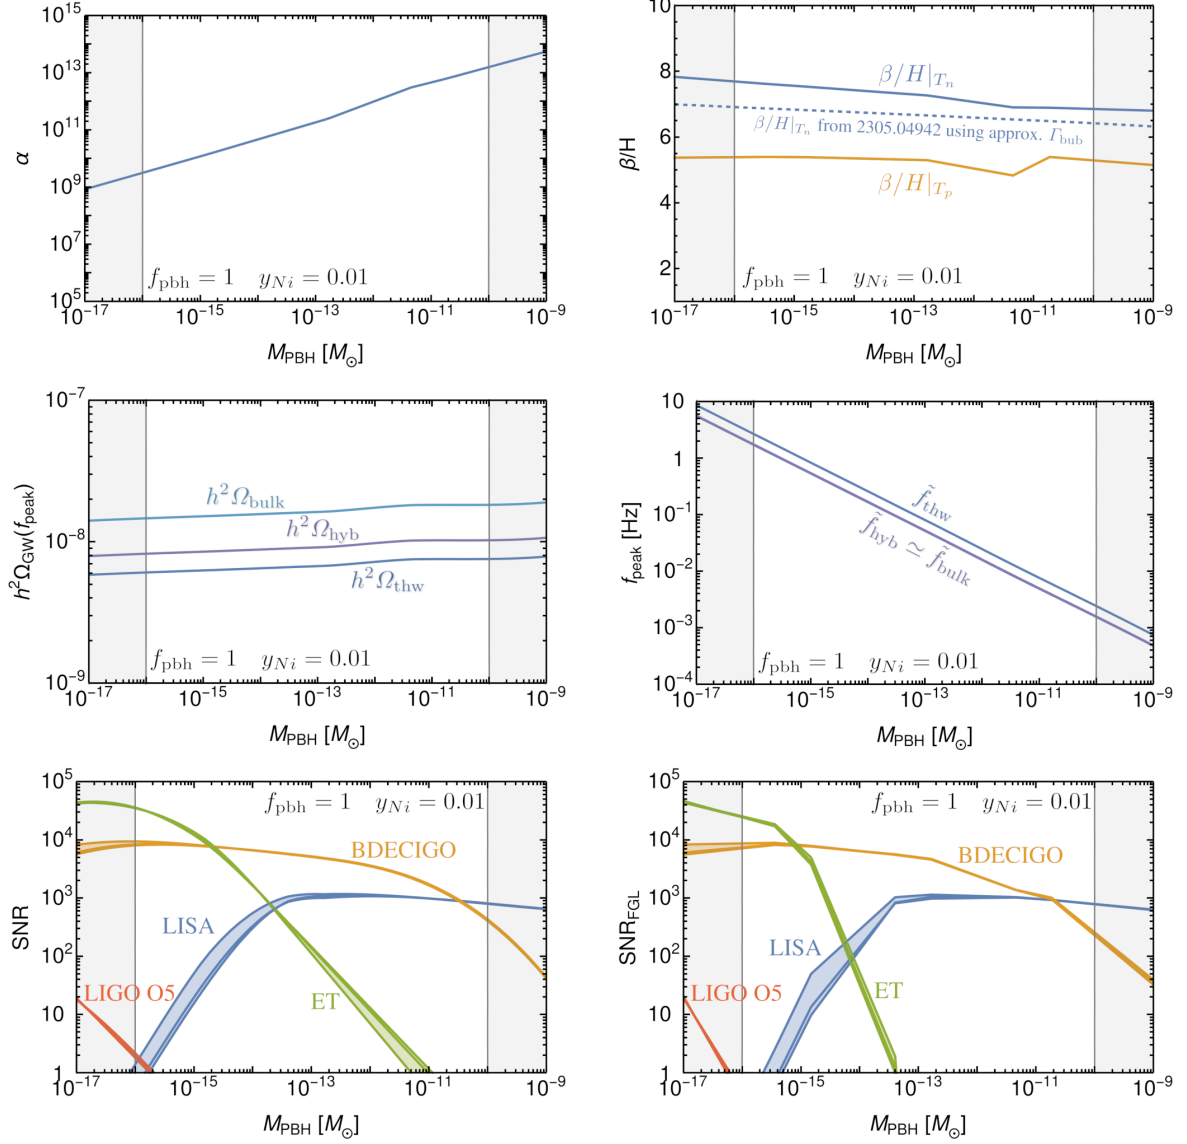 10^15
10^13
10^11
10^9
10^7
10^5
α
f_pbh = 1 y_Ni = 0.01
10^-17 10^-15 10^-13 10^-11 10^-9
M_PBH [M_⊙]
10
8
6
4
2
β/H
β/H|_{T_n}
β/H|_{T_n} from 2305.04942 using approx. Γ_bub
β/H|_{T_p}
f_pbh = 1 y_Ni = 0.01
10^-17 10^-15 10^-13 10^-11 10^-9
M_PBH [M_⊙]
10^-7
10^-8
10^-9
h^2Ω_GW(f_peak)
h^2Ω_bulk
h^2Ω_hyb
h^2Ω_thw
f_pbh = 1 y_Ni = 0.01
10^-17 10^-15 10^-13 10^-11 10^-9
M_PBH [M_⊙]
10
1
10^-1
10^-2
10^-3
10^-4
f_peak [Hz]
f̃_thw
f̃_hyb ≃ f̃_bulk
f_pbh = 1 y_Ni = 0.01
10^-17 10^-15 10^-13 10^-11 10^-9
M_PBH [M_⊙]
10^5
10^4
10^3
10^2
10
1
SNR
f_pbh = 1 y_Ni = 0.01
BDECIGO
LISA
LIGO O5
ET
10^-17 10^-15 10^-13 10^-11 10^-9
M_PBH [M_⊙]
10^5
10^4
10^3
10^2
10
1
SNR_FGL
f_pbh = 1 y_Ni = 0.01
BDECIGO
LISA
LIGO O5
ET
10^-17 10^-15 10^-13 10^-11 10^-9
M_PBH [M_⊙]